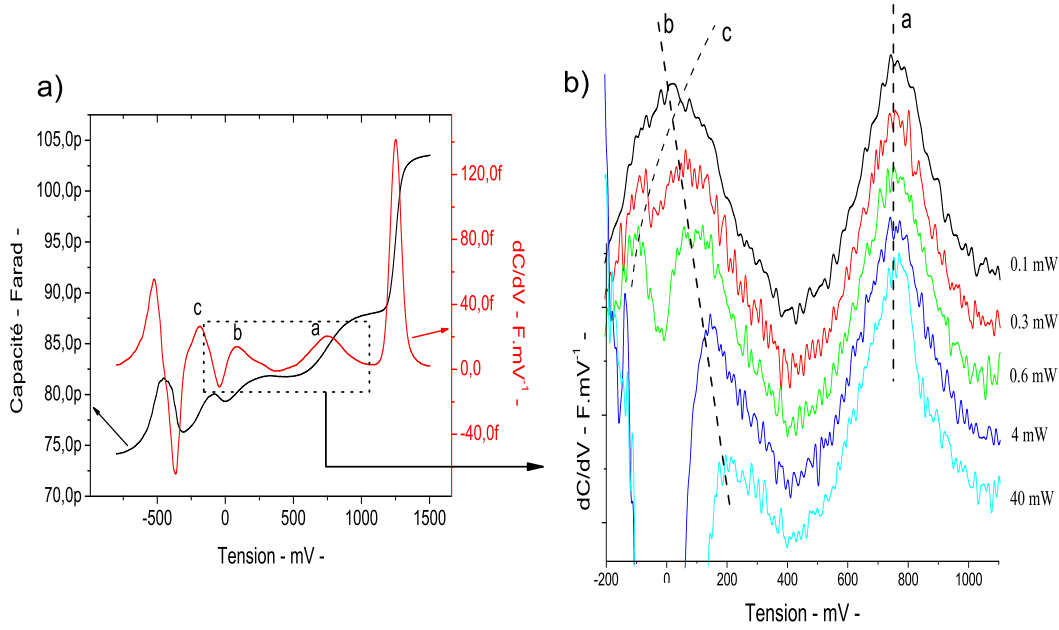 a)
Capacité - Farad -
105,0p
100,0p
95,0p
90,0p
85,0p
80,0p
75,0p
70,0p
-500
0
500
1000
1500
Tension - mV -
120,0f
80,0f
40,0f
0,0
-40,0f
dC/dV - F.mV⁻¹ -
c
b
a
b)
b
c
a
dC/dV - F.mV⁻¹ -
0.1 mW
0.3 mW
0.6 mW
4 mW
40 mW
-200
0
200
400
600
800
1000
Tension - mV -